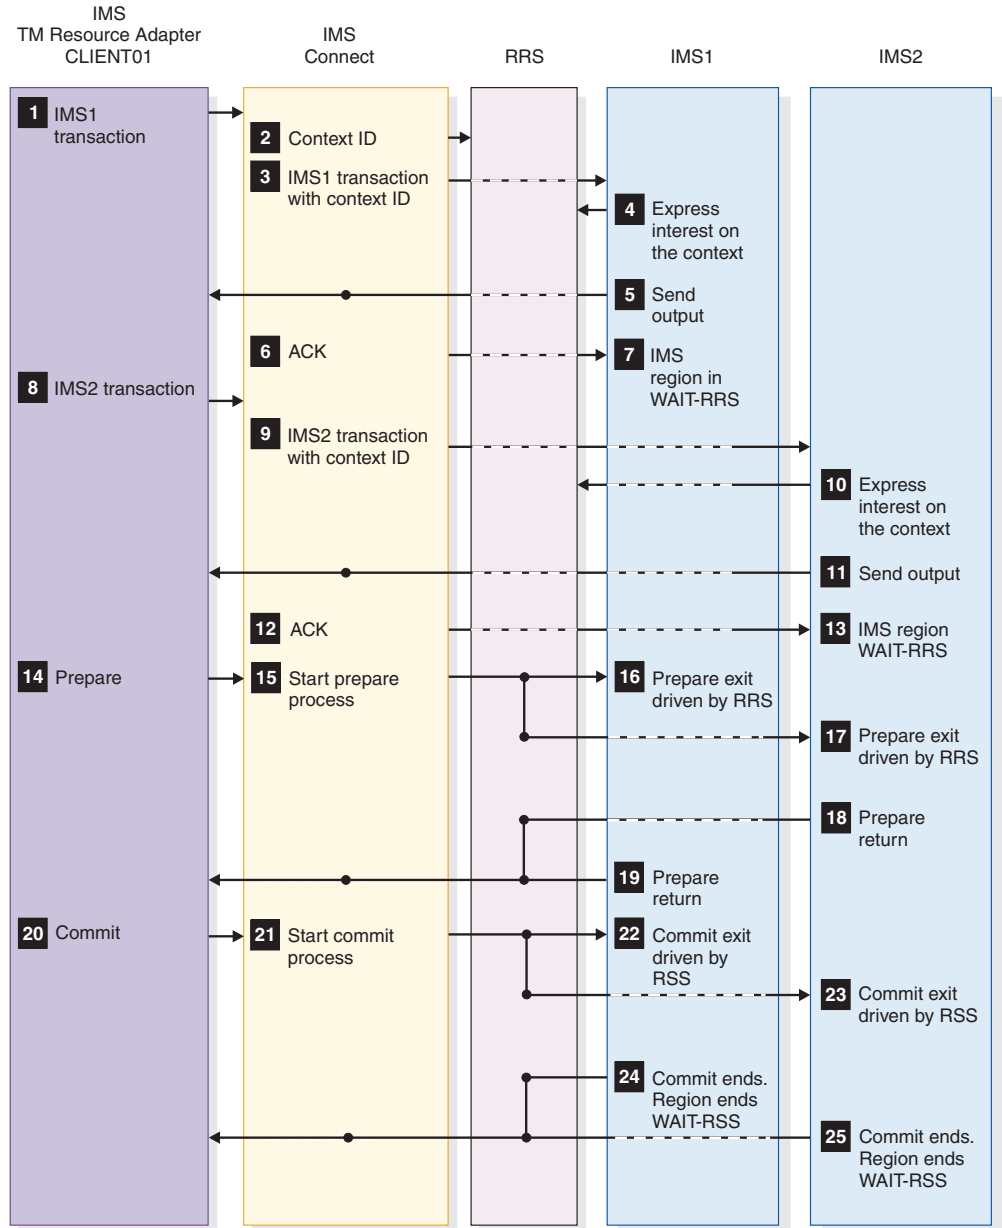 IMS
TM Resource Adapter
CLIENT01
IMS
Connect
RRS
IMS1
IMS2
1 IMS1
transaction
2 Context ID
3 IMS1 transaction
with context ID
4 Express
interest on
the context
5 Send
output
6 ACK
7 IMS
region in
WAIT-RRS
8 IMS2 transaction
9 IMS2 transaction
with context ID
10 Express
interest on
the context
11 Send output
12 ACK
13 IMS region
WAIT-RRS
14 Prepare
15 Start prepare
process
16 Prepare exit
driven by RRS
17 Prepare exit
driven by RRS
18 Prepare
return
19 Prepare
return
20 Commit
21 Start commit
process
22 Commit exit
driven by
RSS
23 Commit exit
driven by RSS
24 Commit ends.
Region ends
WAIT-RSS
25 Commit ends.
Region ends
WAIT-RSS